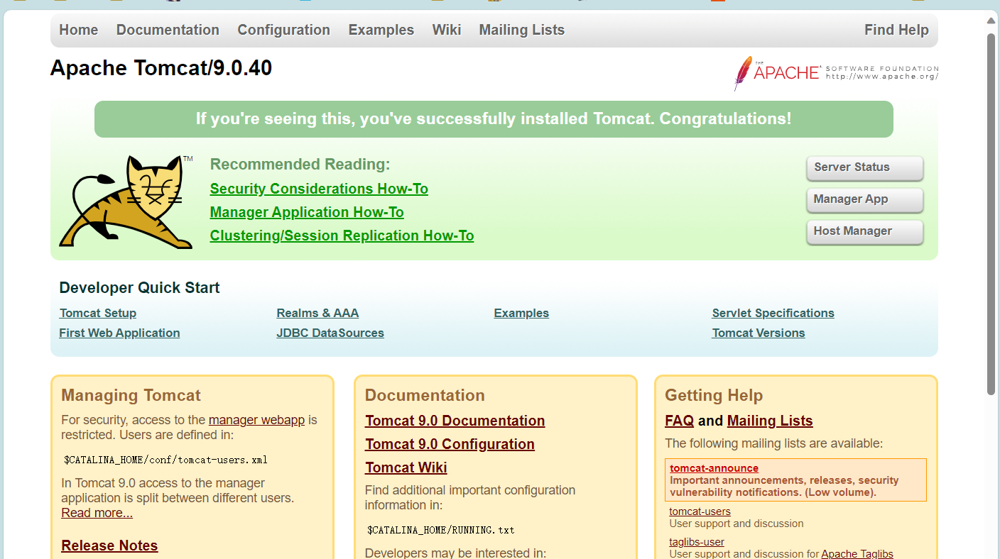 Home Documentation Configuration Examples Wiki Mailing Lists Find Help
Apache Tomcat/9.0.40
THE
APACHE SOFTWARE FOUNDATION
http://www.apache.org/
If you're seeing this, you've successfully installed Tomcat. Congratulations!
TM
Recommended Reading:
Security Considerations How-To
Manager Application How-To
Clustering/Session Replication How-To
Server Status
Manager App
Host Manager
Developer Quick Start
Tomcat Setup
First Web Application
Realms & AAA
JDBC DataSources
Examples
Servlet Specifications
Tomcat Versions
Managing Tomcat
For security, access to the manager webapp is
restricted. Users are defined in:
$CATALINA_HOME/conf/tomcat-users.xml
In Tomcat 9.0 access to the manager
application is split between different users.
Read more...
Release Notes
Documentation
Tomcat 9.0 Documentation
Tomcat 9.0 Configuration
Tomcat Wiki
Find additional important configuration
information in:
$CATALINA_HOME/RUNNING.txt
Developers may be interested in:
Getting Help
FAQ and Mailing Lists
The following mailing lists are available:
tomcat-announce
Important announcements, releases, security
vulnerability notifications. (Low volume).
tomcat-users
User support and discussion
taglibs-user
User support and discussion for Apache Taglibs